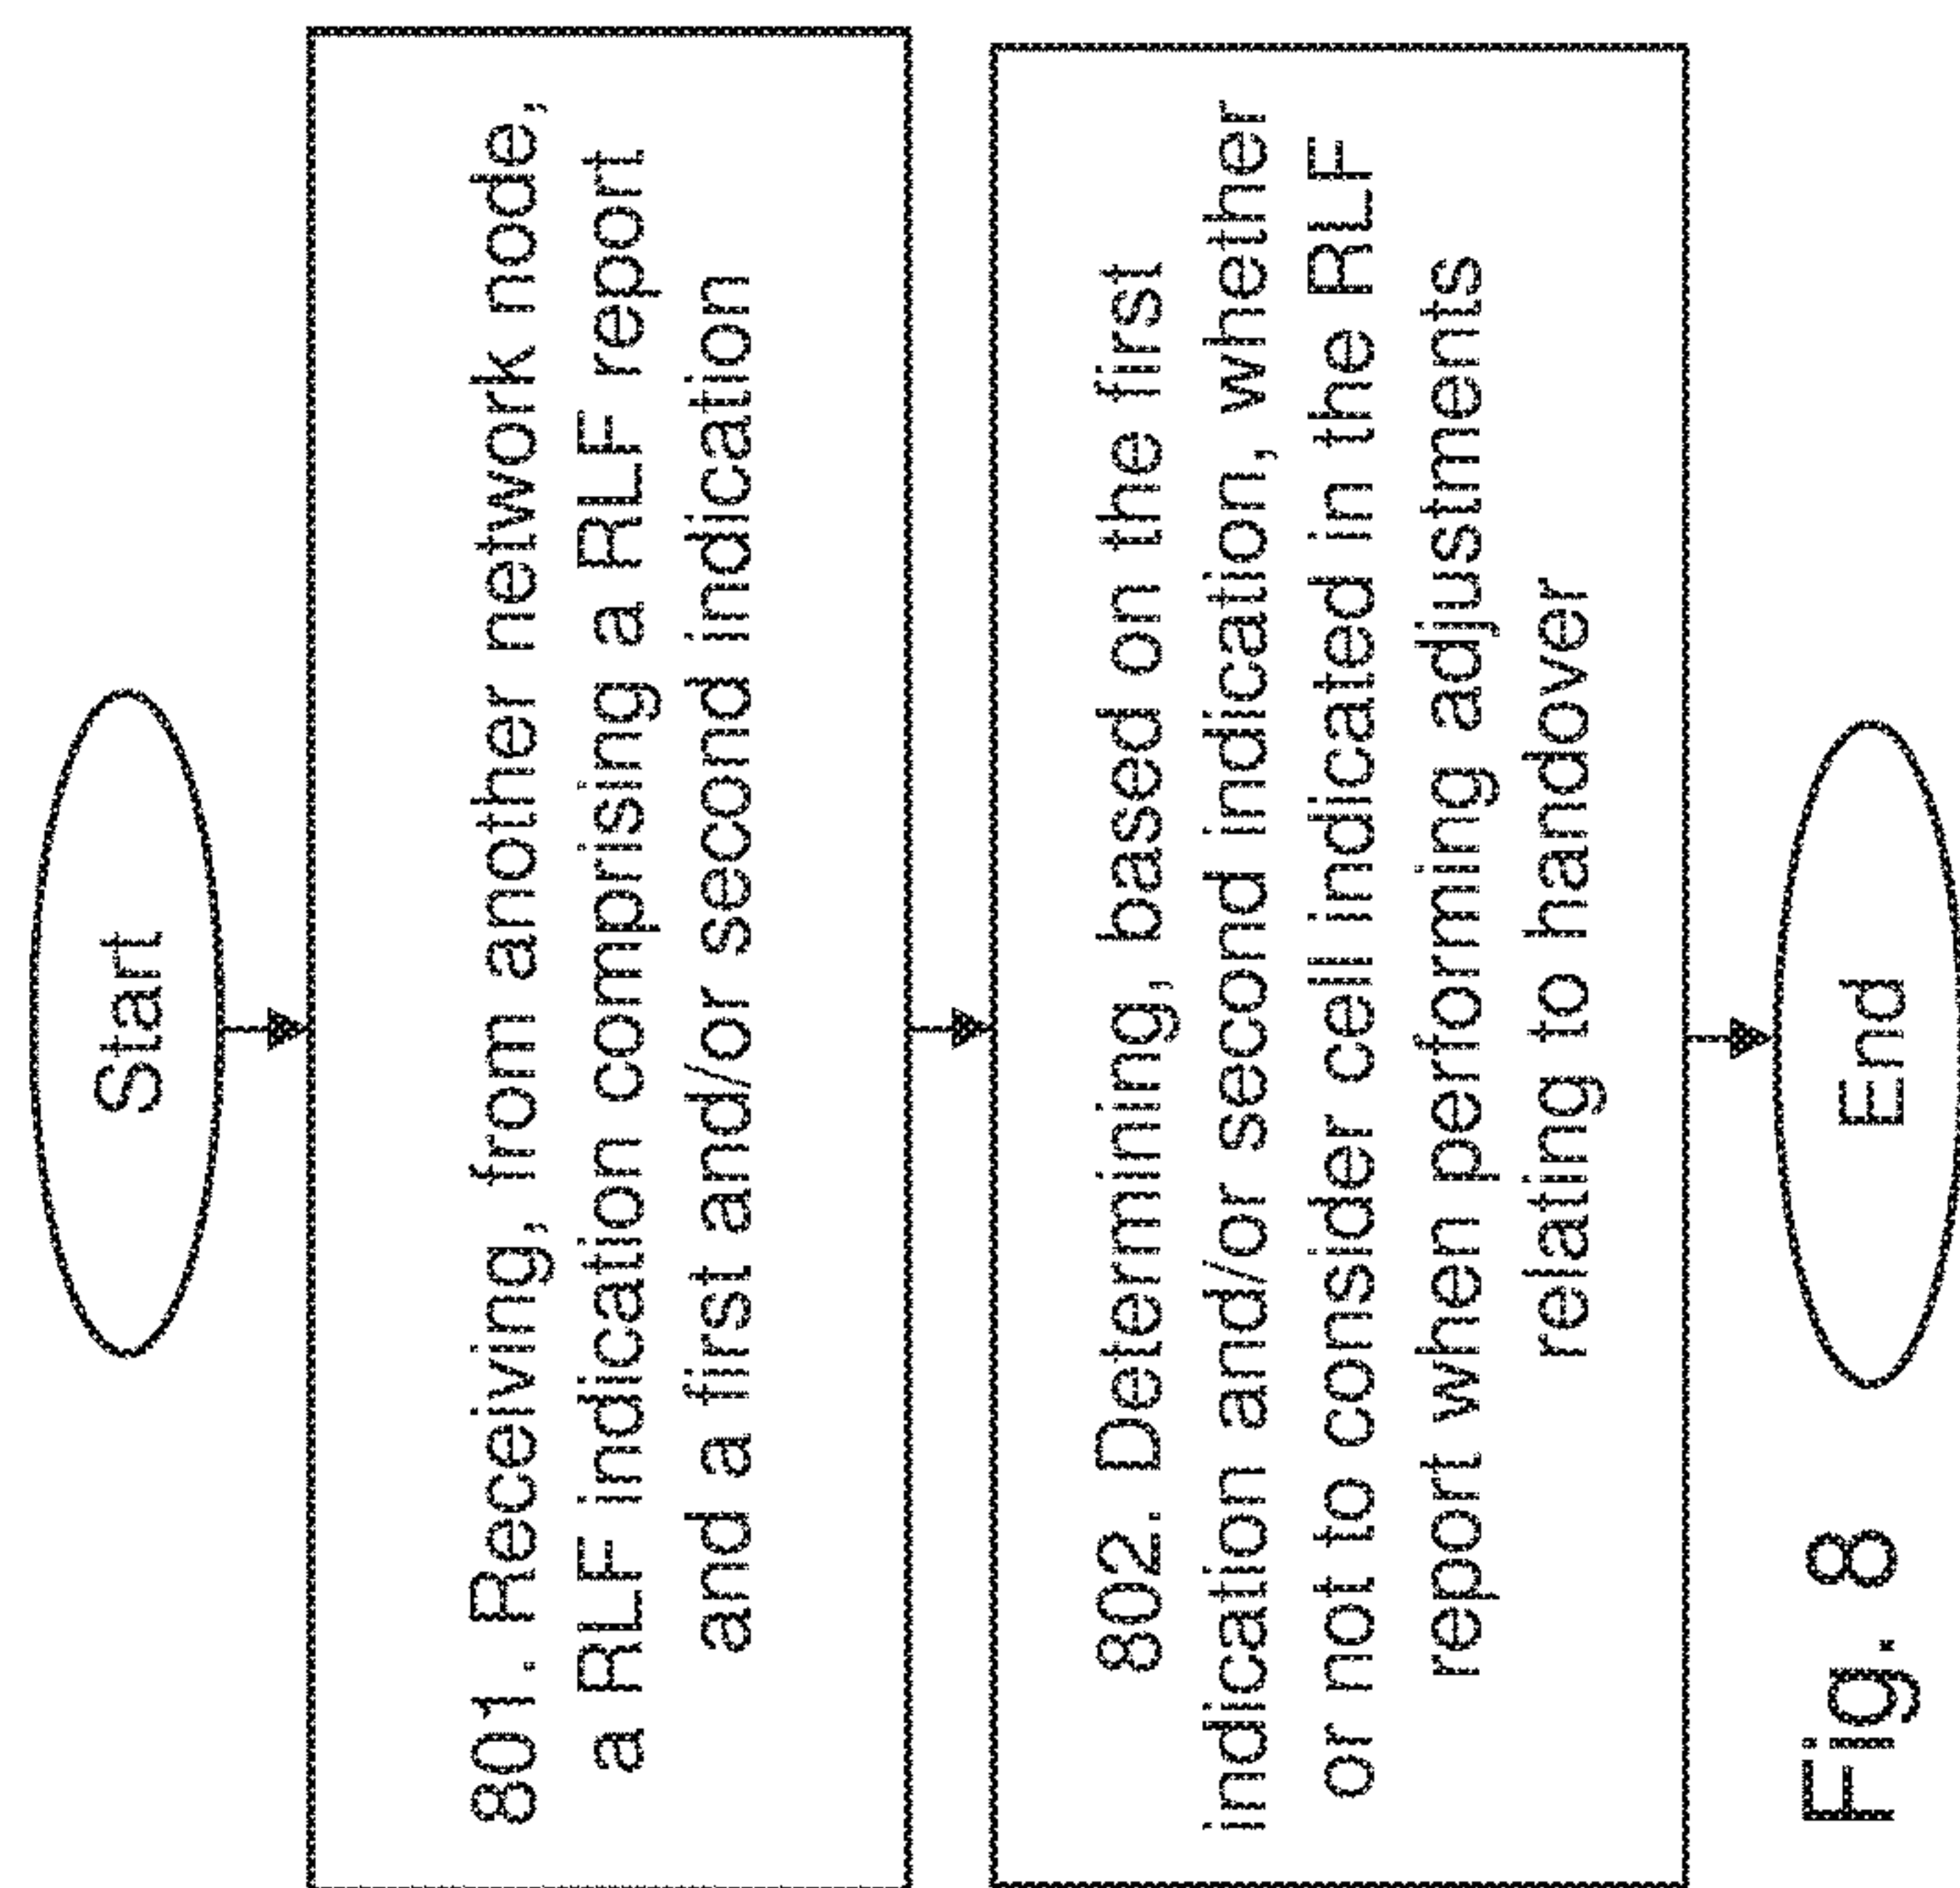 Start
801. Receiving, from another network node,
a RLF indication comprising a RLF report
and a first and/or second indication
802. Determining, based on the first
indication and/or second indication, whether
or not to consider cell indicated in the RLF
report when performing adjustments
relating to handover
End
Fig. 8